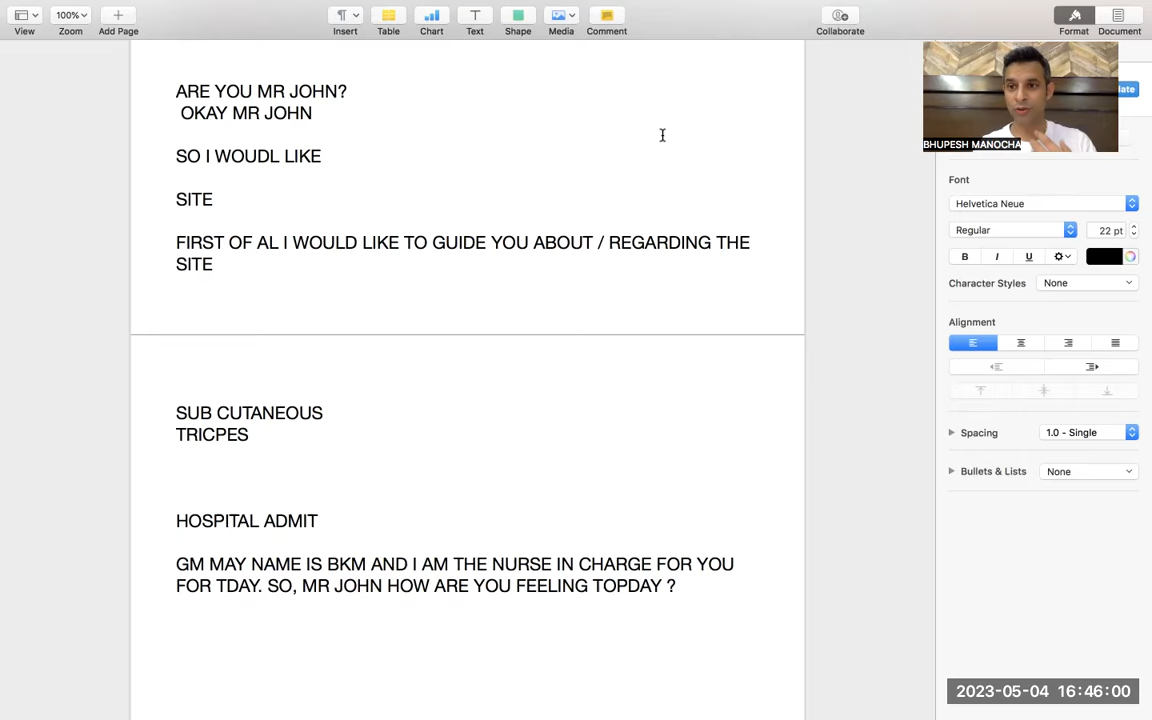 View
100%
Zoom
Add Page
Insert
Table
Chart
T
Text
Shape
Media
Comment
Collaborate
Format
Document
ARE YOU MR JOHN?
OKAY MR JOHN
SO I WOUDL LIKE
SITE
FIRST OF AL I WOULD LIKE TO GUIDE YOU ABOUT / REGARDING THE
SITE
SUB CUTANEOUS
TRICPES
HOSPITAL ADMIT
GM MAY NAME IS BKM AND I AM THE NURSE IN CHARGE FOR YOU
FOR TDAY. SO, MR JOHN HOW ARE YOU FEELING TOPDAY ?
BHUPESH MANOCHA
Font
Helvetica Neue
Regular
22 pt
B I U
Character Styles
None
Alignment
Spacing
1.0 - Single
Bullets & Lists
None
2023-05-04 16:46:00